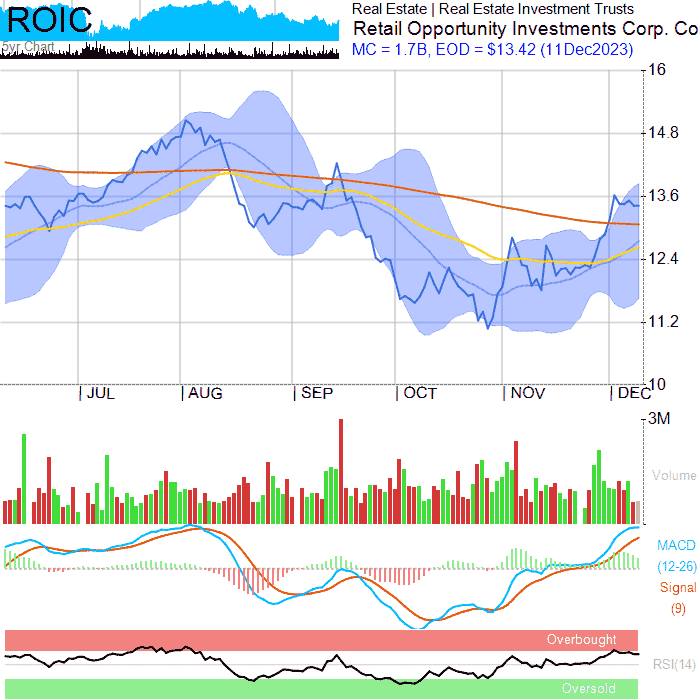 ROIC
5yr Chart
Real Estate | Real Estate Investment Trusts
Retail Opportunity Investments Corp. Co
MC = 1.7B, EOD = $13.42 (11Dec2023)
16
14.8
13.6
12.4
11.2
10
| JUL | AUG | SEP | OCT | NOV | DEC
3M
Volume
MACD
(12-26)
Signal
(9)
Overbought
RSI(14)
Oversold